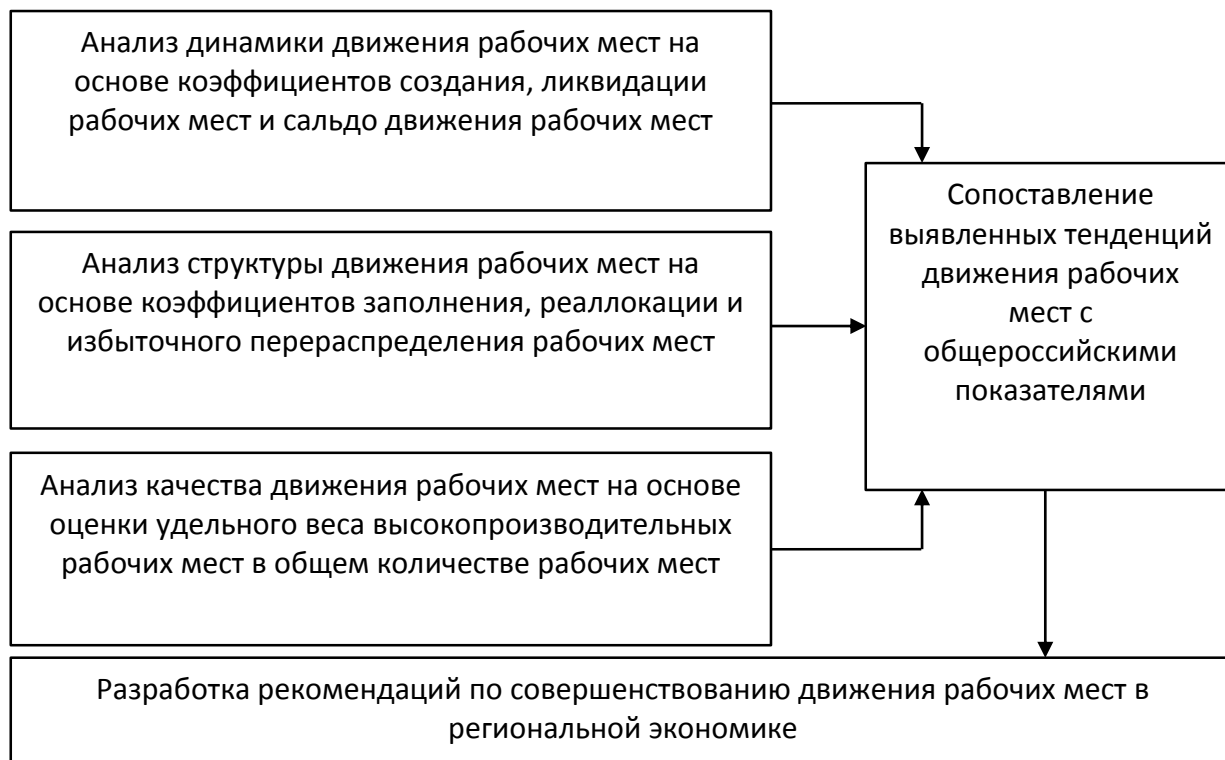 Анализ динамики движения рабочих мест на
основе коэффициентов создания, ликвидации
рабочих мест и сальдо движения рабочих мест
Анализ структуры движения рабочих мест на
основе коэффициентов заполнения, реаллокации и
избыточного перераспределения рабочих мест
Анализ качества движения рабочих мест на основе
оценки удельного веса высокопроизводительных
рабочих мест в общем количестве рабочих мест
Сопоставление
выявленных тенденций
движения рабочих
мест с
общероссийскими
показателями
Разработка рекомендаций по совершенствованию движения рабочих мест в
региональной экономике